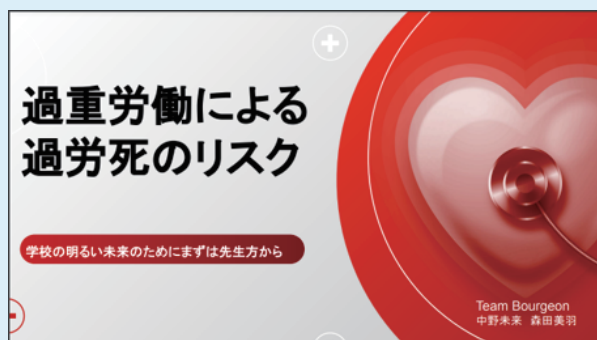 過重労働による
過労死のリスク
学校の明るい未来のためにまずは先生方から
Team Bourgeon
中野未来 森田美羽